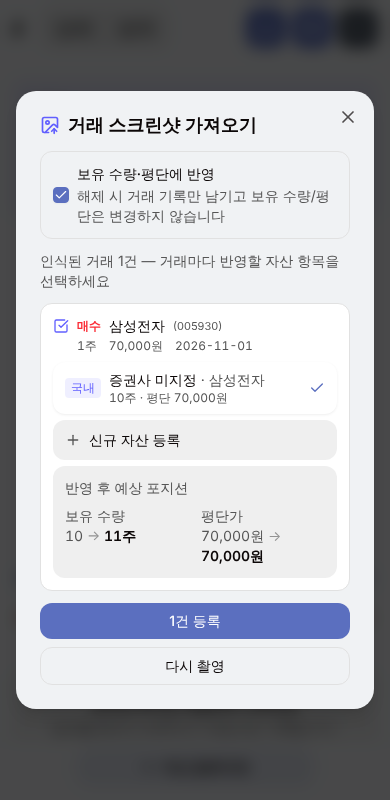 거래 스크린샷 가져오기
보유 수량·평단에 반영
해제 시 거래 기록만 남기고 보유 수량/평
단은 변경하지 않습니다
인식된 거래 1건 — 거래마다 반영할 자산 항목을
선택하세요
매수 삼성전자 (005930)
1주 70,000원 2026-11-01
국내 증권사 미지정 · 삼성전자
10주 · 평단 70,000원
신규 자산 등록
반영 후 예상 포지션
보유 수량 평단가
10 → 11주 70,000원 →
70,000원
1건 등록
다시 촬영